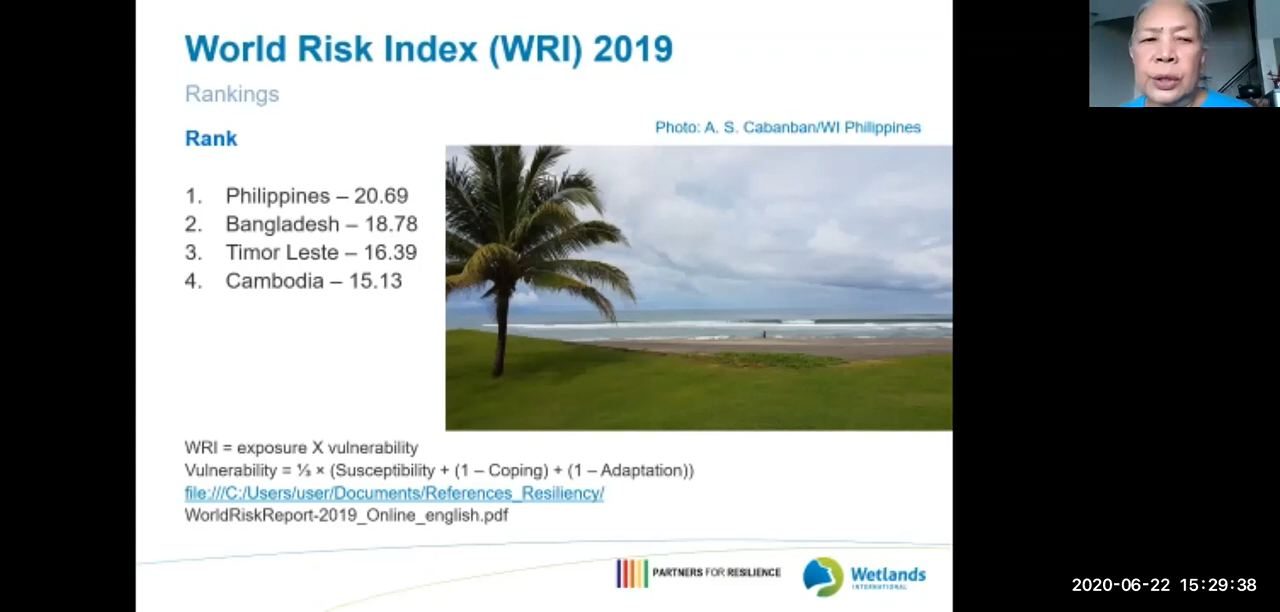 World Risk Index (WRI) 2019
Rankings
Rank
Photo: A. S. Cabanban/WI Philippines
1. Philippines – 20.69
2. Bangladesh – 18.78
3. Timor Leste – 16.39
4. Cambodia – 15.13
WRI = exposure X vulnerability
Vulnerability = ⅓ × (Susceptibility + (1 – Coping) + (1 – Adaptation))
file:///C:/Users/user/Documents/References_Resiliency/
WorldRiskReport-2019_Online_english.pdf
PARTNERS FOR RESILIENCE
Wetlands
INTERNATIONAL
2020-06-22 15:29:38